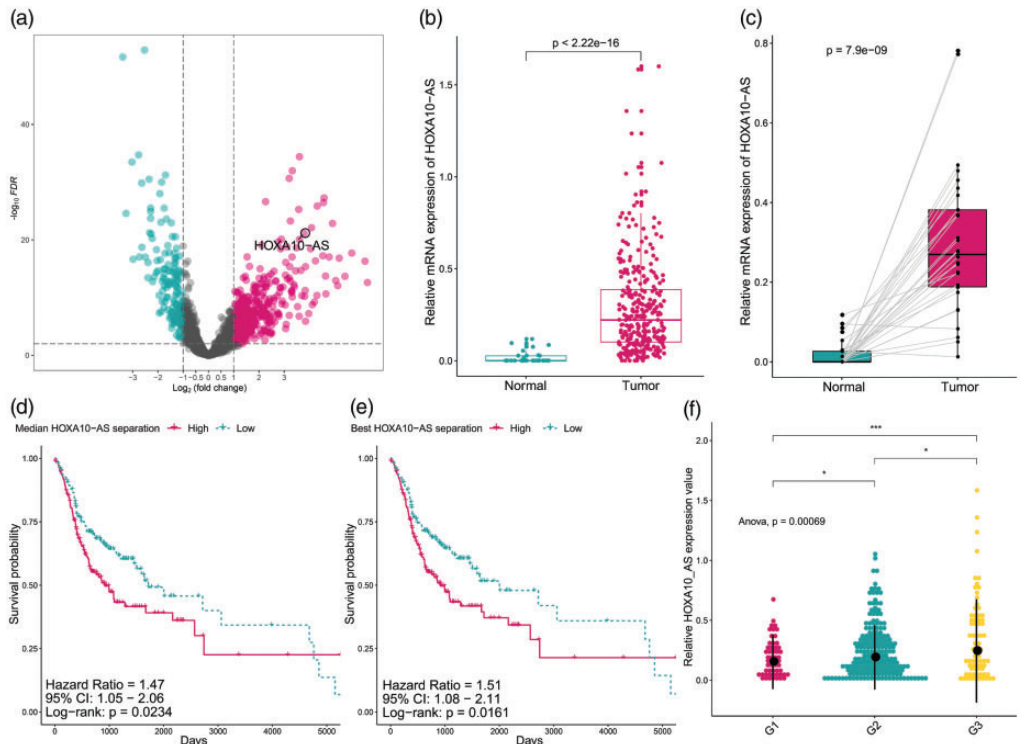 (a)
-log10 FDR
40
20
0
HOXA10-AS
-3 -2 -1 -0.5 0 0.5 1 2 3
Log2 (fold change)
(b)
Relative mRNA expression of HOXA10-AS
p < 2.22e-16
1.5
1.0
0.5
0.0
Normal Tumor
(c)
Relative mRNA expression of HOXA10-AS
p = 7.9e-09
0.8
0.6
0.4
0.2
0.0
Normal Tumor
(d)
Median HOXA10-AS separation High Low
Survival probability
1.00
0.75
0.50
0.25
0.00
Hazard Ratio = 1.47
95% CI: 1.05 - 2.06
Log-rank: p = 0.0234
0 1000 2000 3000 4000 5000
Days
(e)
Best HOXA10-AS separation High Low
Survival probability
1.00
0.75
0.50
0.25
0.00
Hazard Ratio = 1.51
95% CI: 1.08 - 2.11
Log-rank: p = 0.0161
0 1000 2000 3000 4000 5000
Days
(f)
Relative HOXA10_AS expression value
2.0
1.5
1.0
0.5
0.0
***
* *
Anova, p = 0.00069
G1 G2 G3